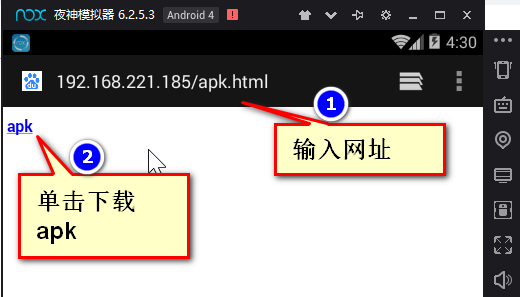 nox 夜神模拟器 6.2.5.3 Android 4
4:30
du 192.168.221.185/apk.html
1
输入网址
apk
2
单击下载
apk